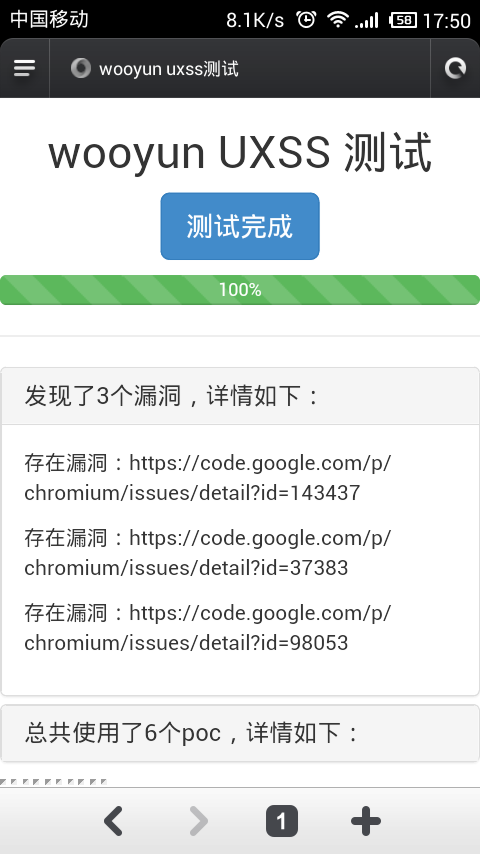 中国移动 8.1K/s 58 17:50
wooyun uxss测试
wooyun UXSS 测试
测试完成
100%
发现了3个漏洞，详情如下：
存在漏洞：https://code.google.com/p/
chromium/issues/detail?id=143437
存在漏洞：https://code.google.com/p/
chromium/issues/detail?id=37383
存在漏洞：https://code.google.com/p/
chromium/issues/detail?id=98053
总共使用了6个poc，详情如下：
1